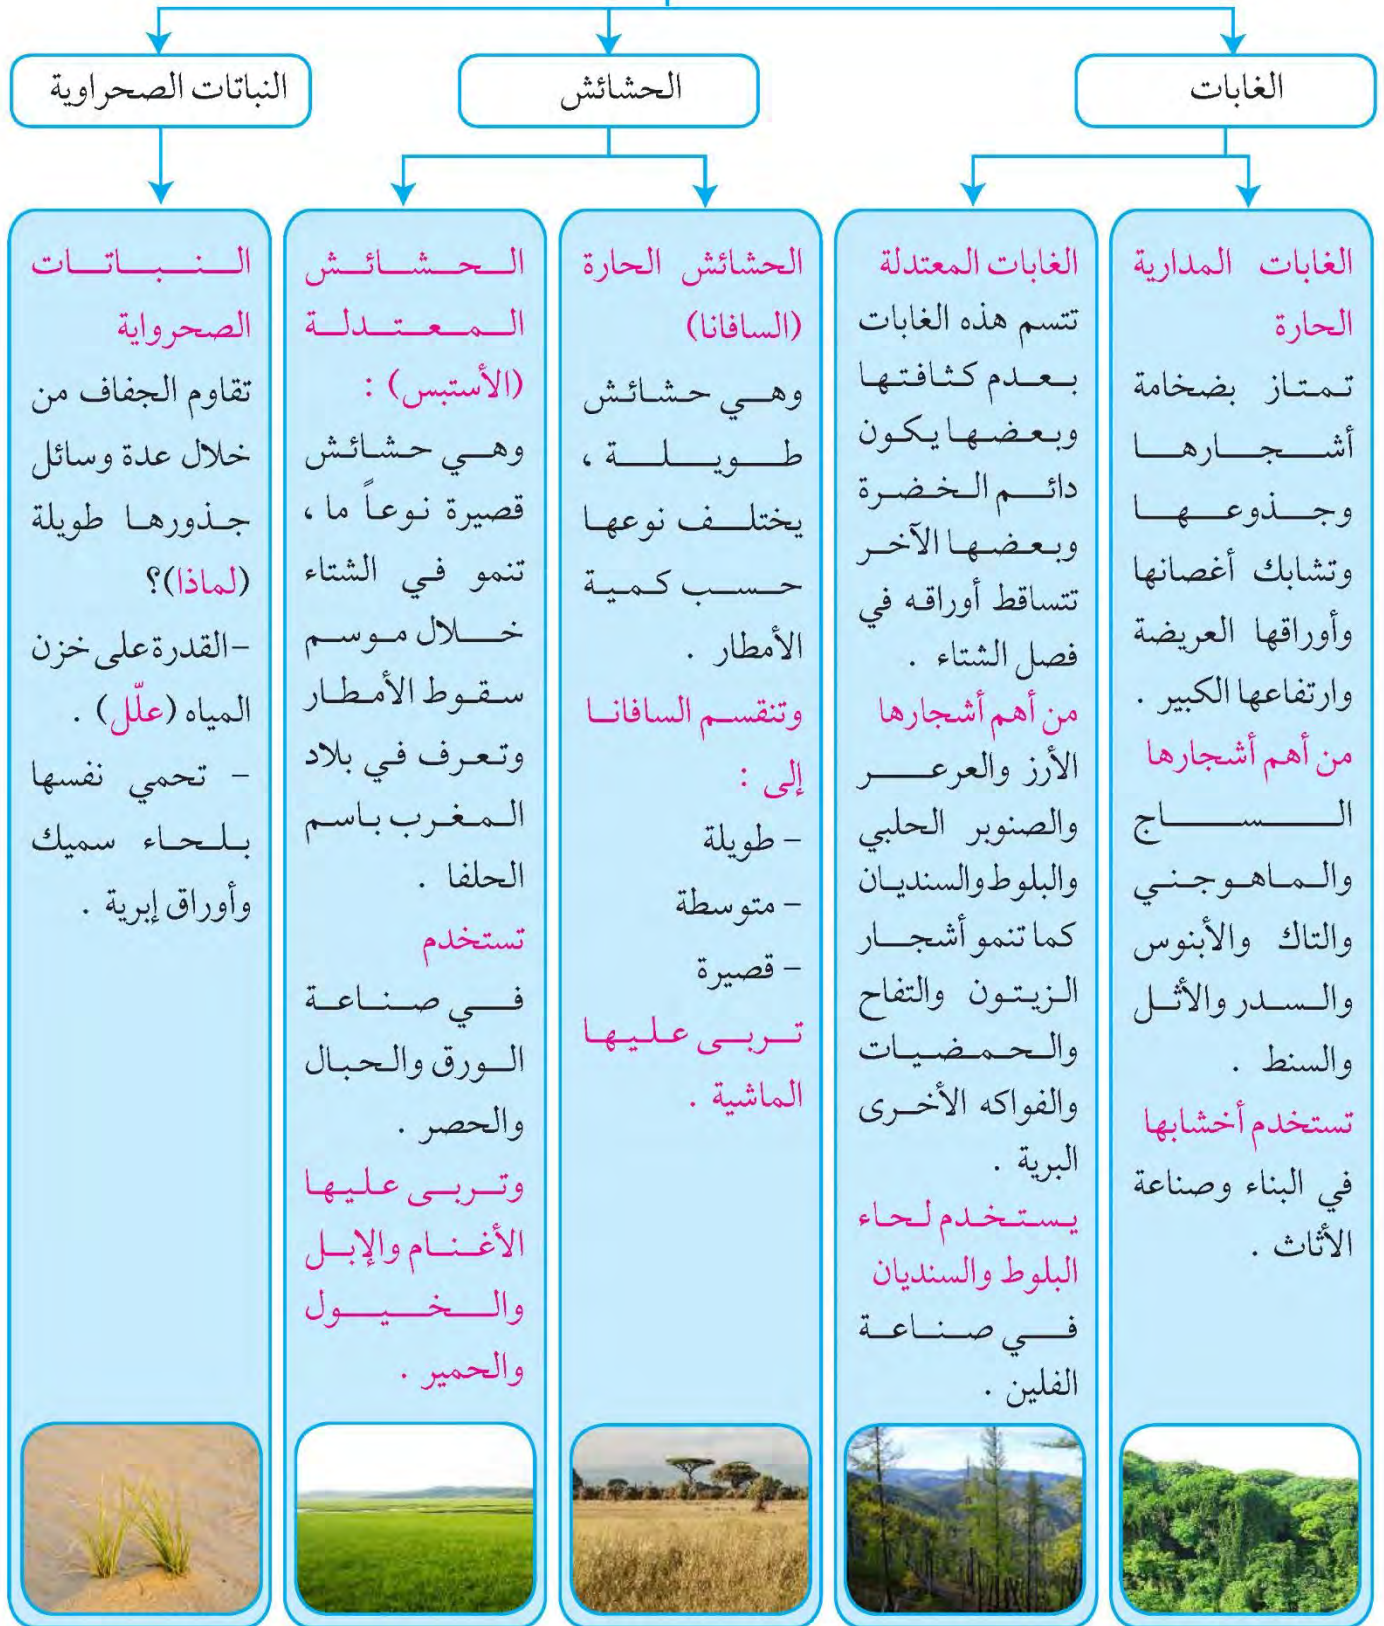 الغابات
الحشائش
النباتات الصحراوية
الغابات المدارية
الحارة
تمتاز بضخامة
أشجارها
وجذوعها
وتشابك أغصانها
وأوراقها العريضة
وارتفاعها الكبير .
من أهم أشجارها
الساج
والماهوجني
والتاك والأبنوس
والسدر والأثل
والسنط .
تستخدم أخشابها
في البناء وصناعة
الأثاث .
الغابات المعتدلة
تتسم هذه الغابات
بعدم كثافتها
وبعضها يكون
دائم الخضرة
وبعضها الآخر
تتساقط أوراقه في
فصل الشتاء .
من أهم أشجارها
الأرز والعرعر
والصنوبر الحلبي
والبلوط والسنديان
كما تنمو أشجار
الزيتون والتفاح
والحمضيات
والفواكه الأخرى
البرية .
يستخدم لحاء
البلوط والسنديان
في صناعة
الفلين .
الحشائش الحارة
(السافانا)
وهي حشائش
طويلة ،
يختلف نوعها
حسب كمية
الأمطار .
وتنقسم السافانا
إلى :
- طويلة
- متوسطة
- قصيرة
تربى عليها
الماشية .
الحشائش
المعتدلة
(الأستبس) :
وهي حشائش
قصيرة نوعاً ما ،
تنمو في الشتاء
خلال موسم
سقوط الأمطار
وتعرف في بلاد
المغرب باسم
الحلفا .
تستخدم
في صناعة
الورق والحبال
والحصر .
وتربى عليها
الأغنام والإبل
والخيول
والحمير .
النباتات
الصحرواية
تقاوم الجفاف من
خلال عدة وسائل
جذورها طويلة
(لماذا)؟
-القدرة على خزن
المياه (علّل) .
- تحمي نفسها
بلحاء سميك
وأوراق إبرية .